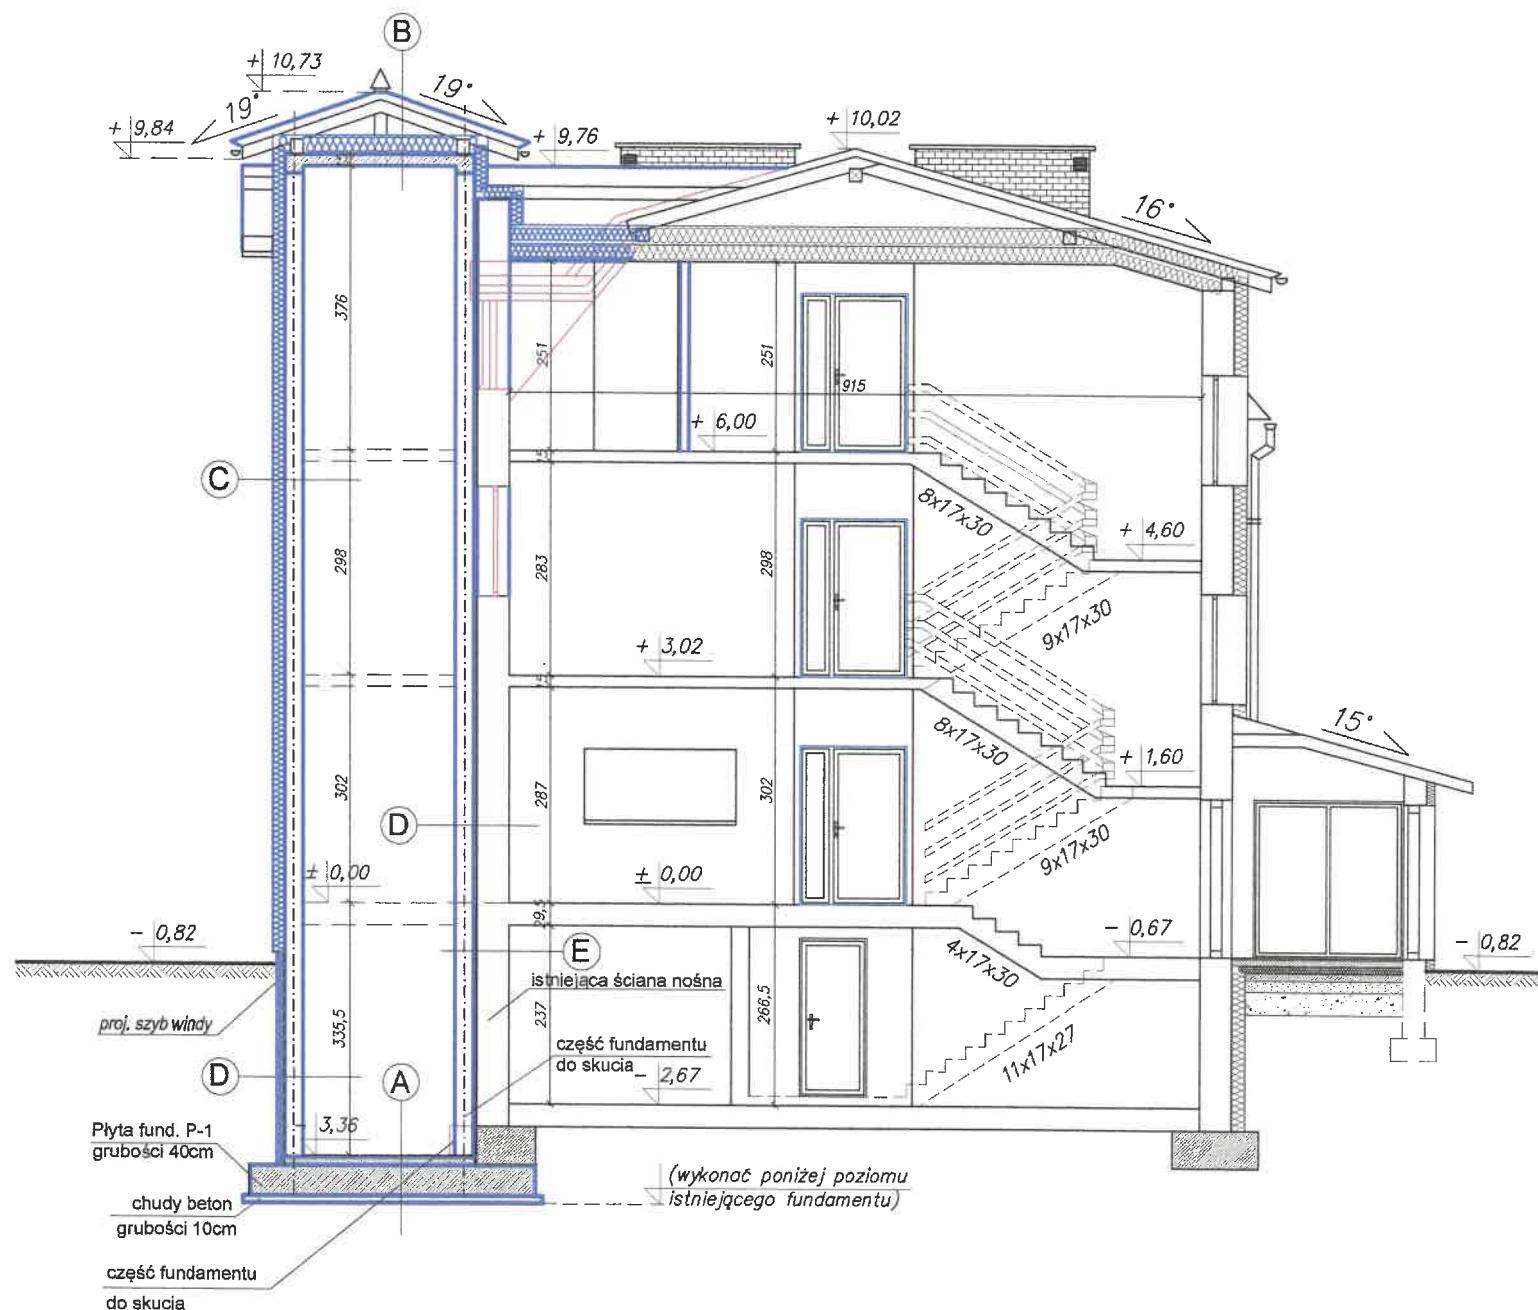 B
+ 10,73
19°
19°
+ 9,84
+ 9,76
+ 10,02
16°
376
251
251
915
+ 6,00
C
15
8x17x30
+ 4,60
298
283
298
9x17x30
+ 3,02
15
8x17x30
+ 1,60
15°
302
287
302
D
9x17x30
± 0,00
± 0,00
29,5
- 0,82
- 0,67
- 0,82
E
4x17x30
istniejąca ściana nośna
proj. szyb windy
335,5
237
266,5
część fundamentu
do skucia
- 2,67
11x17x27
D
A
- 3,36
Płyta fund. P-1
grubości 40cm
(wykonać poniżej poziomu
istniejącego fundamentu)
chudy beton
grubości 10cm
część fundamentu
do skucia